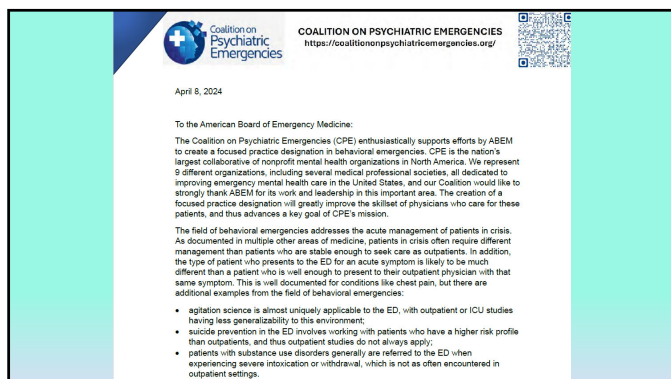 Coalition on
Psychiatric
Emergencies
COALITION ON PSYCHIATRIC EMERGENCIES
https://coalitiononpsychiatricemergencies.org/
April 8, 2024
To the American Board of Emergency Medicine:
The Coalition on Psychiatric Emergencies (CPE) enthusiastically supports efforts by ABEM
to create a focused practice designation in behavioral emergencies. CPE is the nation's
largest collaborative of nonprofit mental health organizations in North America. We represent
9 different organizations, including several medical professional societies, all dedicated to
improving emergency mental health care in the United States, and our Coalition would like to
strongly thank ABEM for its work and leadership in this important area. The creation of a
focused practice designation will greatly improve the skillset of physicians who care for these
patients, and thus advances a key goal of CPE's mission.
The field of behavioral emergencies addresses the acute management of patients in crisis.
As documented in multiple other areas of medicine, patients in crisis often require different
management than patients who are stable enough to seek care as outpatients. In addition,
the type of patient who presents to the ED for an acute symptom is likely to be much
different than a patient who is well enough to present to their outpatient physician with that
same symptom. This is well documented for conditions like chest pain, but there are
additional examples from the field of behavioral emergencies:
• agitation science is almost uniquely applicable to the ED, with outpatient or ICU studies
having less generalizability to this environment;
• suicide prevention in the ED involves working with patients who have a higher risk profile
than outpatients, and thus outpatient studies do not always apply;
• patients with substance use disorders generally are referred to the ED when
experiencing severe intoxication or withdrawal, which is not as often encountered in
outpatient settings.